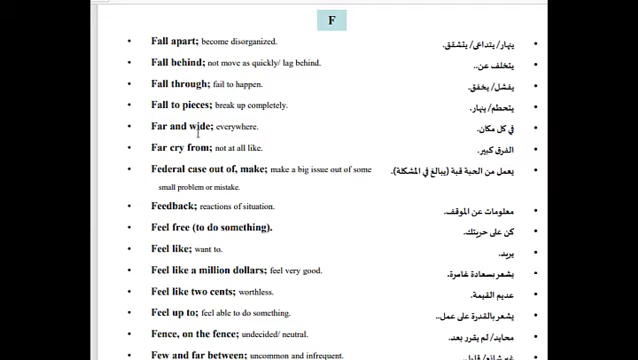 F
Fall apart; become disorganized. ينهار/ يتداعى/ يتشقق.
Fall behind; not move as quickly/ lag behind. يتخلف عن..
Fall through; fail to happen. يفشل/ يخفق.
Fall to pieces; break up completely. يتحطم/ ينهار.
Far and wide; everywhere. في كل مكان.
Far cry from; not at all like. الفرق كبير.
Federal case out of, make; make a big issue out of some يعمل من الحبة قبة (يبالغ في المشكلة).
small problem or mistake.
Feedback; reactions of situation. معلومات عن الموقف.
Feel free (to do something). كن على حريتك.
Feel like; want to. يريد.
Feel like a million dollars; feel very good. يشعر بسعادة غامرة.
Feel like two cents; worthless. عديم القيمة.
Feel up to; feel able to do something. يشعر بالقدرة على عمل..
Fence, on the fence; undecided/ neutral. محايد/ لم يقرر بعد.
Few and far between; uncommon and infrequent. غير شائع/ قليل.